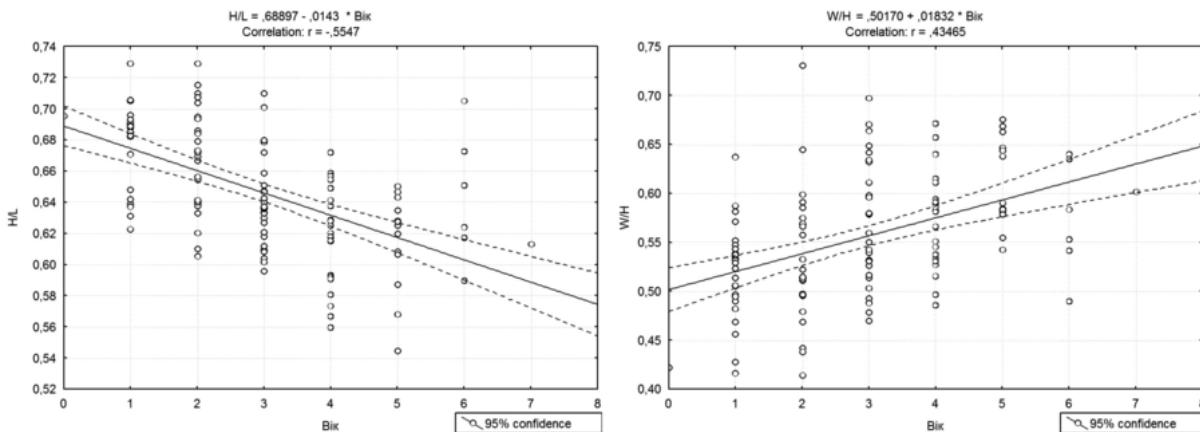 H/L = ,68897 - ,0143 * Вік
Correlation: r = -,5547
0,74
0,72
0,70
0,68
0,66
0,64
0,62
0,60
0,58
0,56
0,54
0,52
H/L
0 1 2 3 4 5 6 7 8
Вік
95% confidence
W/H = ,50170 + ,01832 * Вік
Correlation: r = ,43465
0,75
0,70
0,65
0,60
0,55
0,50
0,45
0,40
W/H
0 1 2 3 4 5 6 7 8
Вік
95% confidence